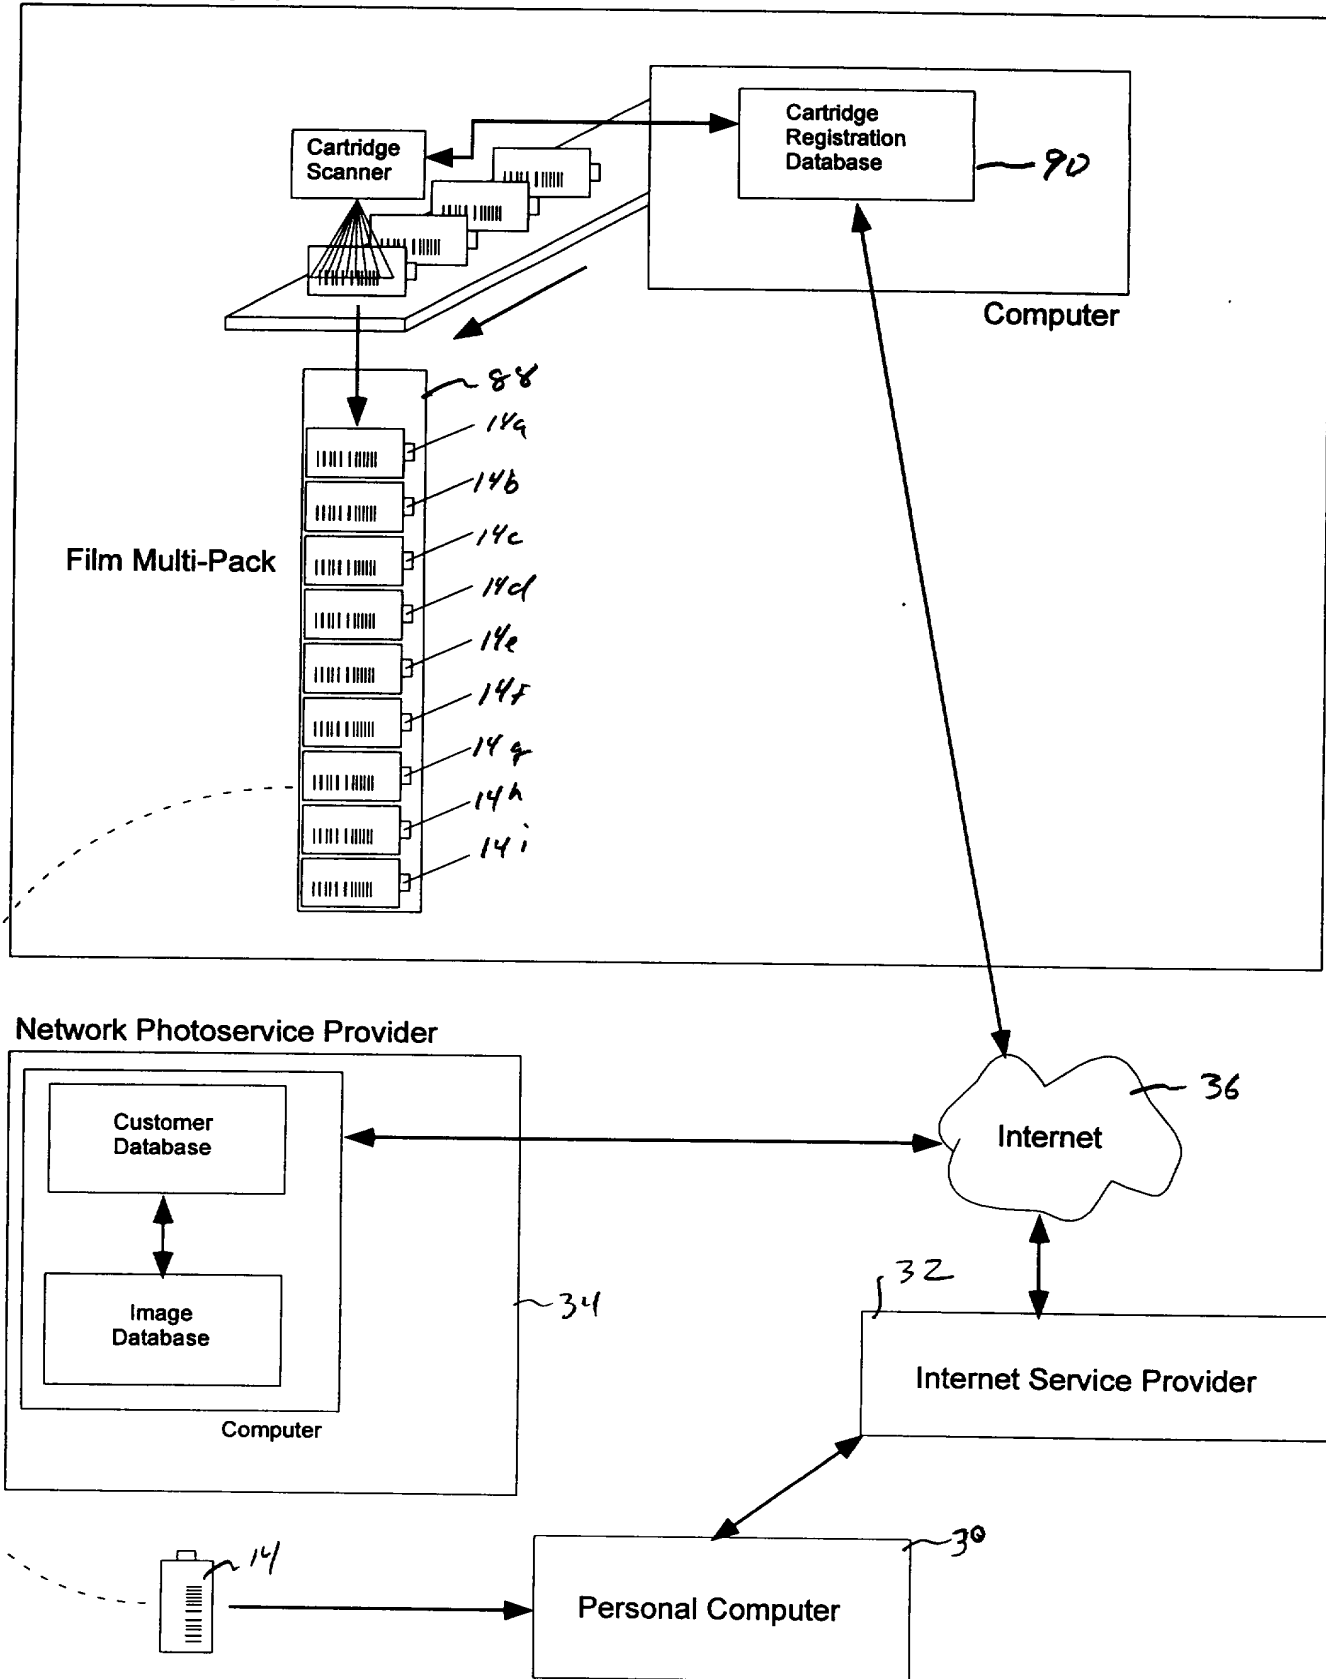 Cartridge
Scanner
Cartridge
Registration
Database
90
Computer
88
14a
14b
14c
14d
14e
14f
14g
14h
14i
Film Multi-Pack
Network Photoservice Provider
Customer
Database
Image
Database
Computer
34
36
Internet
32
Internet Service Provider
14
30
Personal Computer